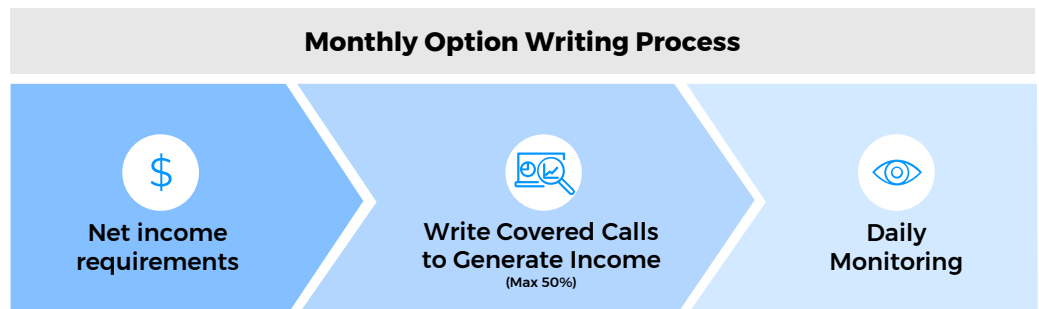 Monthly Option Writing Process
$
Net income
requirements
Write Covered Calls
to Generate Income
(Max 50%)
Daily
Monitoring